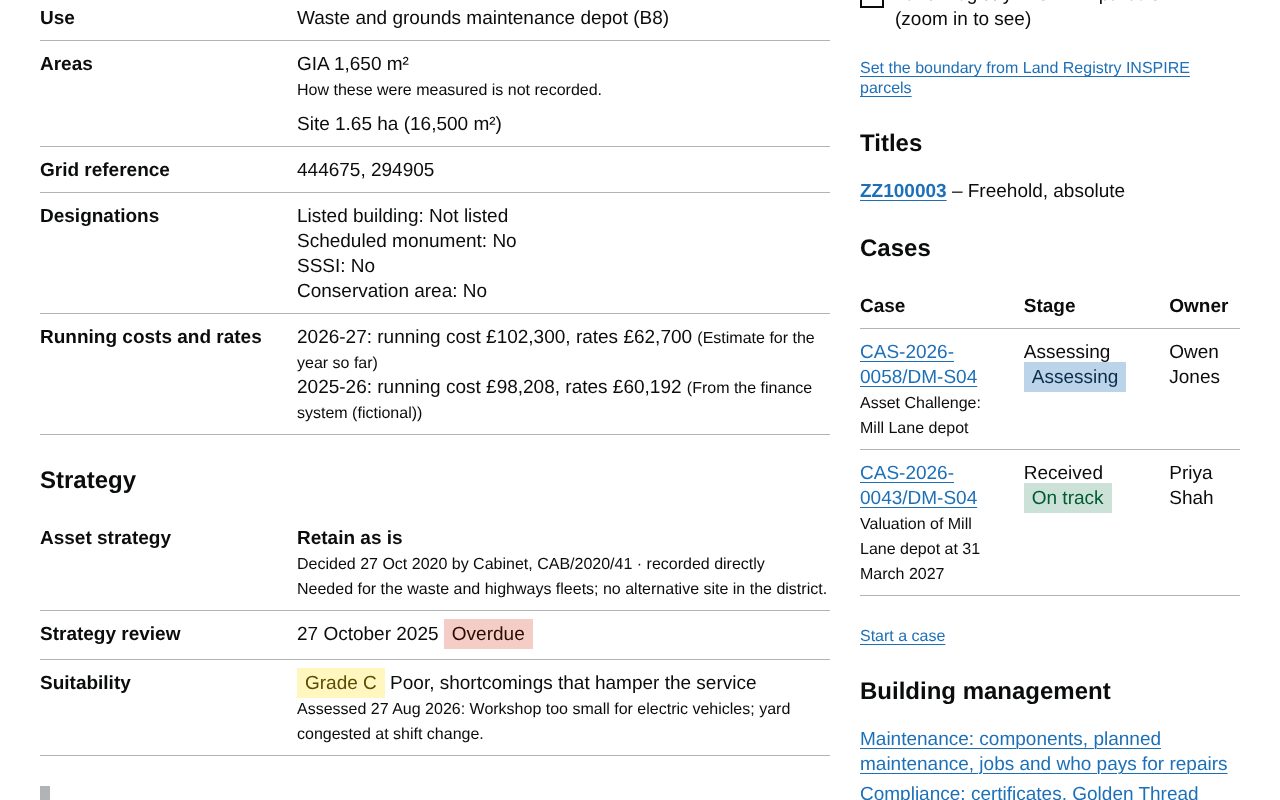 Use
Waste and grounds maintenance depot (B8)
Areas
GIA 1,650 m²
How these were measured is not recorded.
Site 1.65 ha (16,500 m²)
Grid reference
444675, 294905
Designations
Listed building: Not listed
Scheduled monument: No
SSSI: No
Conservation area: No
Running costs and rates
2026-27: running cost £102,300, rates £62,700 (Estimate for the
year so far)
2025-26: running cost £98,208, rates £60,192 (From the finance
system (fictional))
Strategy
Asset strategy
Retain as is
Decided 27 Oct 2020 by Cabinet, CAB/2020/41 · recorded directly
Needed for the waste and highways fleets; no alternative site in the district.
Strategy review
27 October 2025 Overdue
Suitability
Grade C Poor, shortcomings that hamper the service
Assessed 27 Aug 2026: Workshop too small for electric vehicles; yard
congested at shift change.
(zoom in to see)
Set the boundary from Land Registry INSPIRE
parcels
Titles
ZZ100003 – Freehold, absolute
Cases
Case Stage Owner
CAS-2026-
0058/DM-S04
Asset Challenge:
Mill Lane depot
Assessing
Assessing
Owen
Jones
CAS-2026-
0043/DM-S04
Valuation of Mill
Lane depot at 31
March 2027
Received
On track
Priya
Shah
Start a case
Building management
Maintenance: components, planned
maintenance, jobs and who pays for repairs
Compliance: certificates, Golden Thread